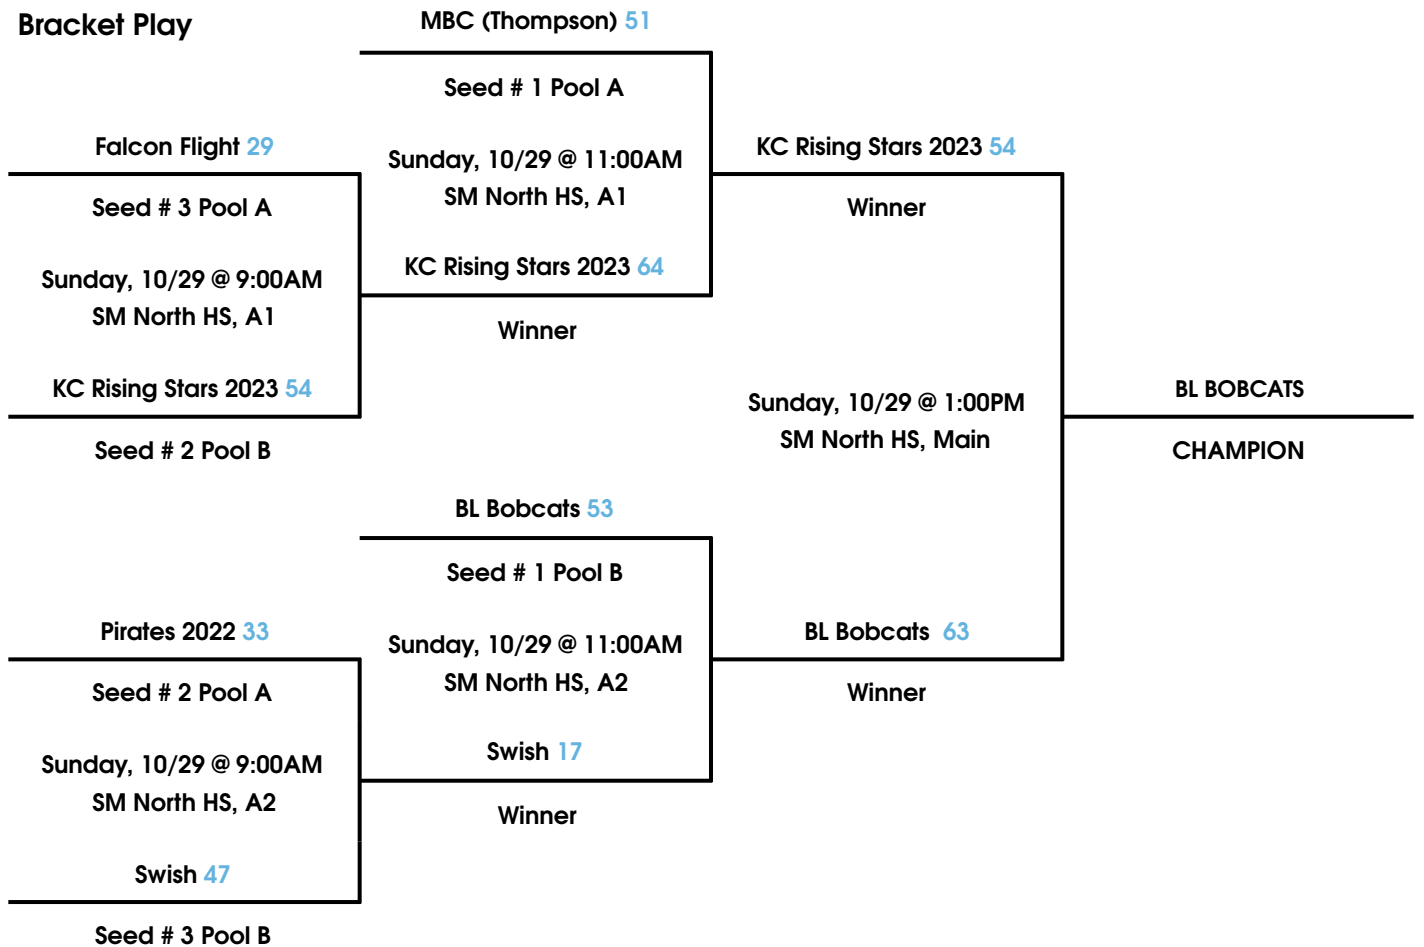 Bracket Play
MBC (Thompson) 51
Seed # 1 Pool A
Falcon Flight 29
Sunday, 10/29 @ 11:00AM
SM North HS, A1
KC Rising Stars 2023 54
Seed # 3 Pool A
Winner
Sunday, 10/29 @ 9:00AM
SM North HS, A1
KC Rising Stars 2023 64
Winner
KC Rising Stars 2023 54
Seed # 2 Pool B
Sunday, 10/29 @ 1:00PM
SM North HS, Main
BL BOBCATS
CHAMPION
BL Bobcats 53
Seed # 1 Pool B
Pirates 2022 33
Sunday, 10/29 @ 11:00AM
SM North HS, A2
BL Bobcats 63
Seed # 2 Pool A
Winner
Sunday, 10/29 @ 9:00AM
SM North HS, A2
Swish 17
Winner
Swish 47
Seed # 3 Pool B